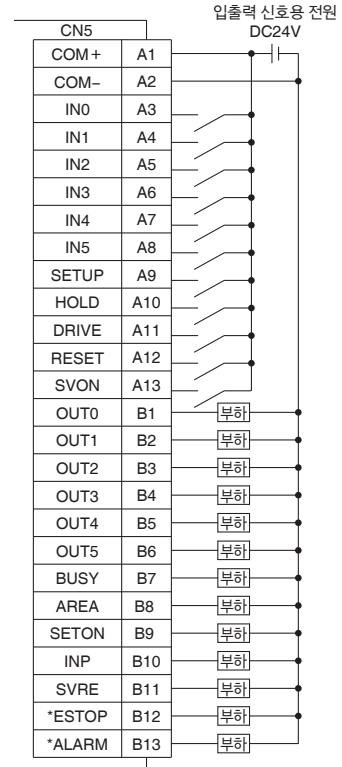 입출력 신호용 전원
DC24V
CN5
COM+ A1
COM− A2
IN0 A3
IN1 A4
IN2 A5
IN3 A6
IN4 A7
IN5 A8
SETUP A9
HOLD A10
DRIVE A11
RESET A12
SVON A13
OUT0 B1 부하
OUT1 B2 부하
OUT2 B3 부하
OUT3 B4 부하
OUT4 B5 부하
OUT5 B6 부하
BUSY B7 부하
AREA B8 부하
SETON B9 부하
INP B10 부하
SVRE B11 부하
*ESTOP B12 부하
*ALARM B13 부하